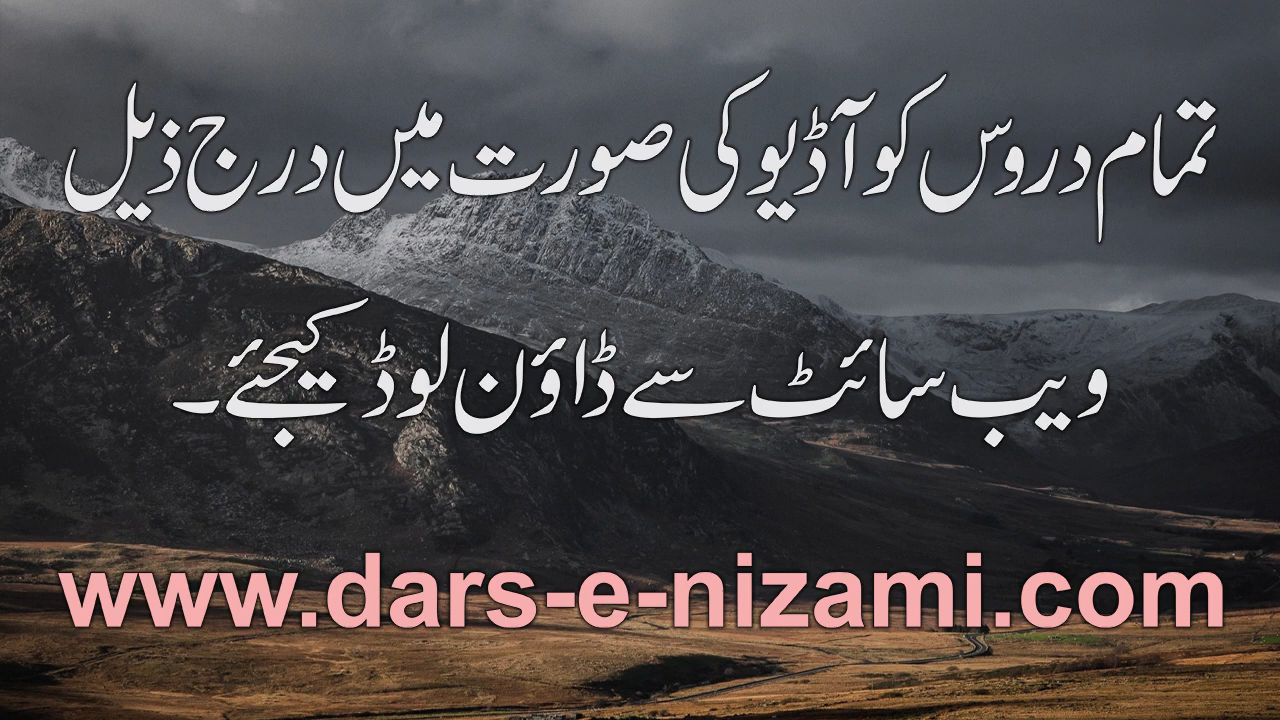 تمام دروس کو آڈیو کی صورت میں درج ذیل
ویب سائٹ سے ڈاؤن لوڈ کیجئے۔
www.dars-e-nizami.com